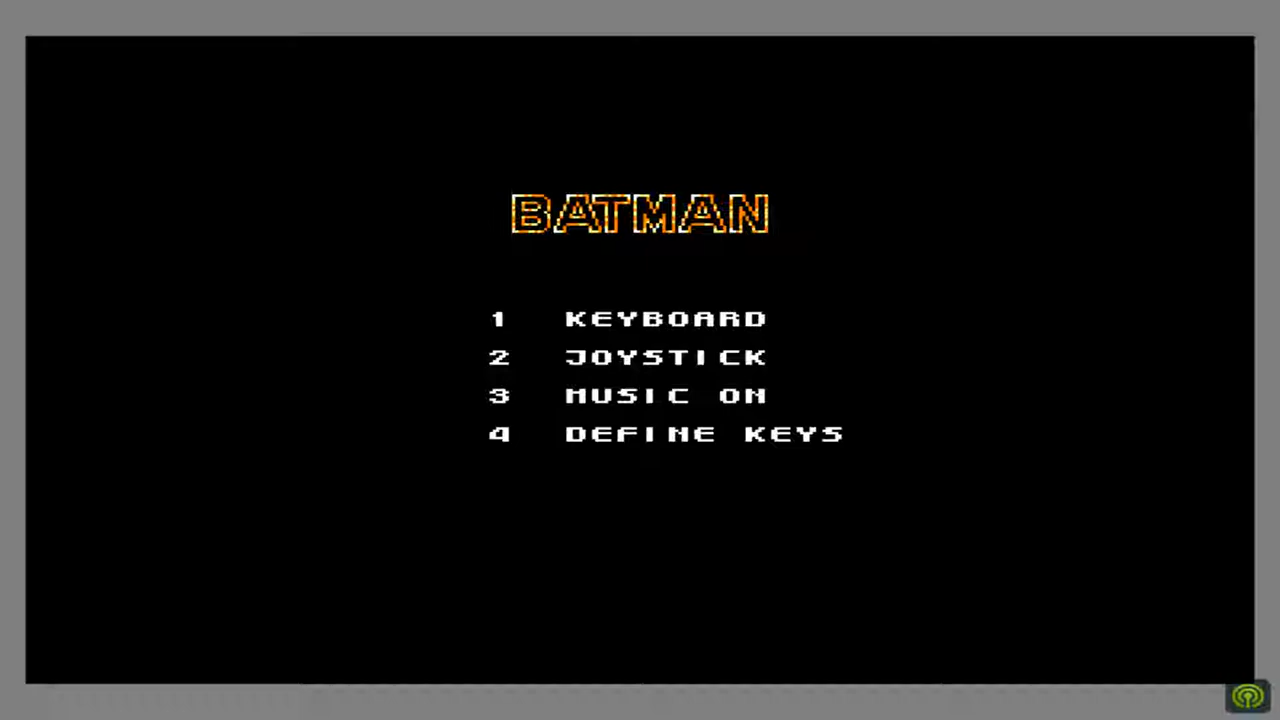 BATMAN
1 KEYBOARD
2 JOYSTICK
3 MUSIC ON
4 DEFINE KEYS